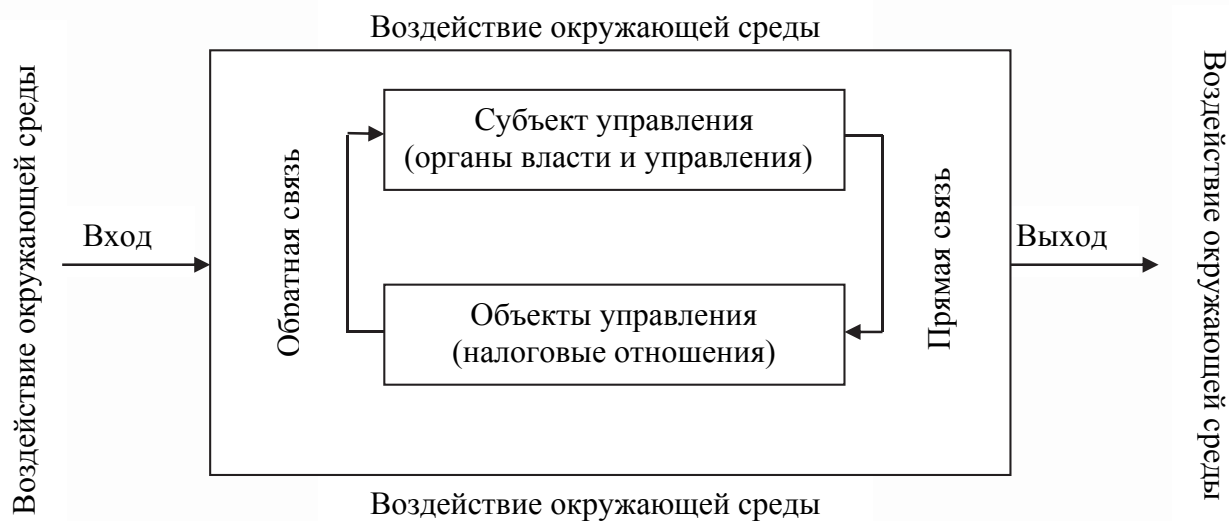 Воздействие окружающей среды
Воздействие окружающей среды
Вход
Обратная связь
Субъект управления
(органы власти и управления)
Объекты управления
(налоговые отношения)
Прямая связь
Выход
Воздействие окружающей среды
Воздействие окружающей среды